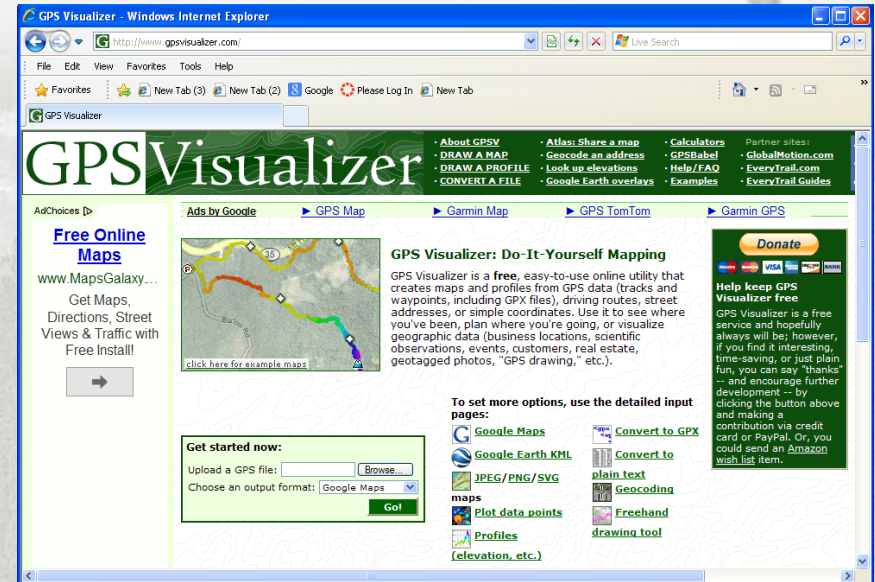 GPS Visualizer - Windows Internet Explorer
http://www.gpsvisualizer.com/
Live Search
File Edit View Favorites Tools Help
Favorites New Tab (3) New Tab (2) Google Please Log In New Tab
GPS Visualizer
GPSVisualizer
· About GPSV · Atlas: Share a map · Calculators Partner sites:
· DRAW A MAP · Geocode an address · GPSBabel · GlobalMotion.com
· DRAW A PROFILE · Look up elevations · Help/FAQ · EveryTrail.com
· CONVERT A FILE · Google Earth overlays · Examples · EveryTrail Guides
AdChoices
Free Online
Maps
www.MapsGalaxy...
Get Maps,
Directions, Street
Views & Traffic with
Free Install!
Ads by Google ► GPS Map ► Garmin Map ► GPS TomTom ► Garmin GPS
35
P
Barlow Rd
click here for example maps
GPS Visualizer: Do-It-Yourself Mapping
GPS Visualizer is a free, easy-to-use online utility that
creates maps and profiles from GPS data (tracks and
waypoints, including GPX files), driving routes, street
addresses, or simple coordinates. Use it to see where
you've been, plan where you're going, or visualize
geographic data (business locations, scientific
observations, events, customers, real estate,
geotagged photos, "GPS drawing," etc.).
Get started now:
Upload a GPS file: Browse...
Choose an output format: Google Maps
Go!
To set more options, use the detailed input
pages:
Google Maps
Google Earth KML
JPEG/PNG/SVG
maps
Plot data points
Profiles
(elevation, etc.)
Convert to GPX
Convert to
plain text
Geocoding
Freehand
drawing tool
Donate
VISA BANK
Help keep GPS
Visualizer free
GPS Visualizer is a free
service and hopefully
always will be; however,
if you find it interesting,
time-saving, or just plain
fun, you can say "thanks"
-- and encourage further
development -- by
clicking the button above
and making a
contribution via credit
card or PayPal. Or, you
could send an Amazon
wish list item.